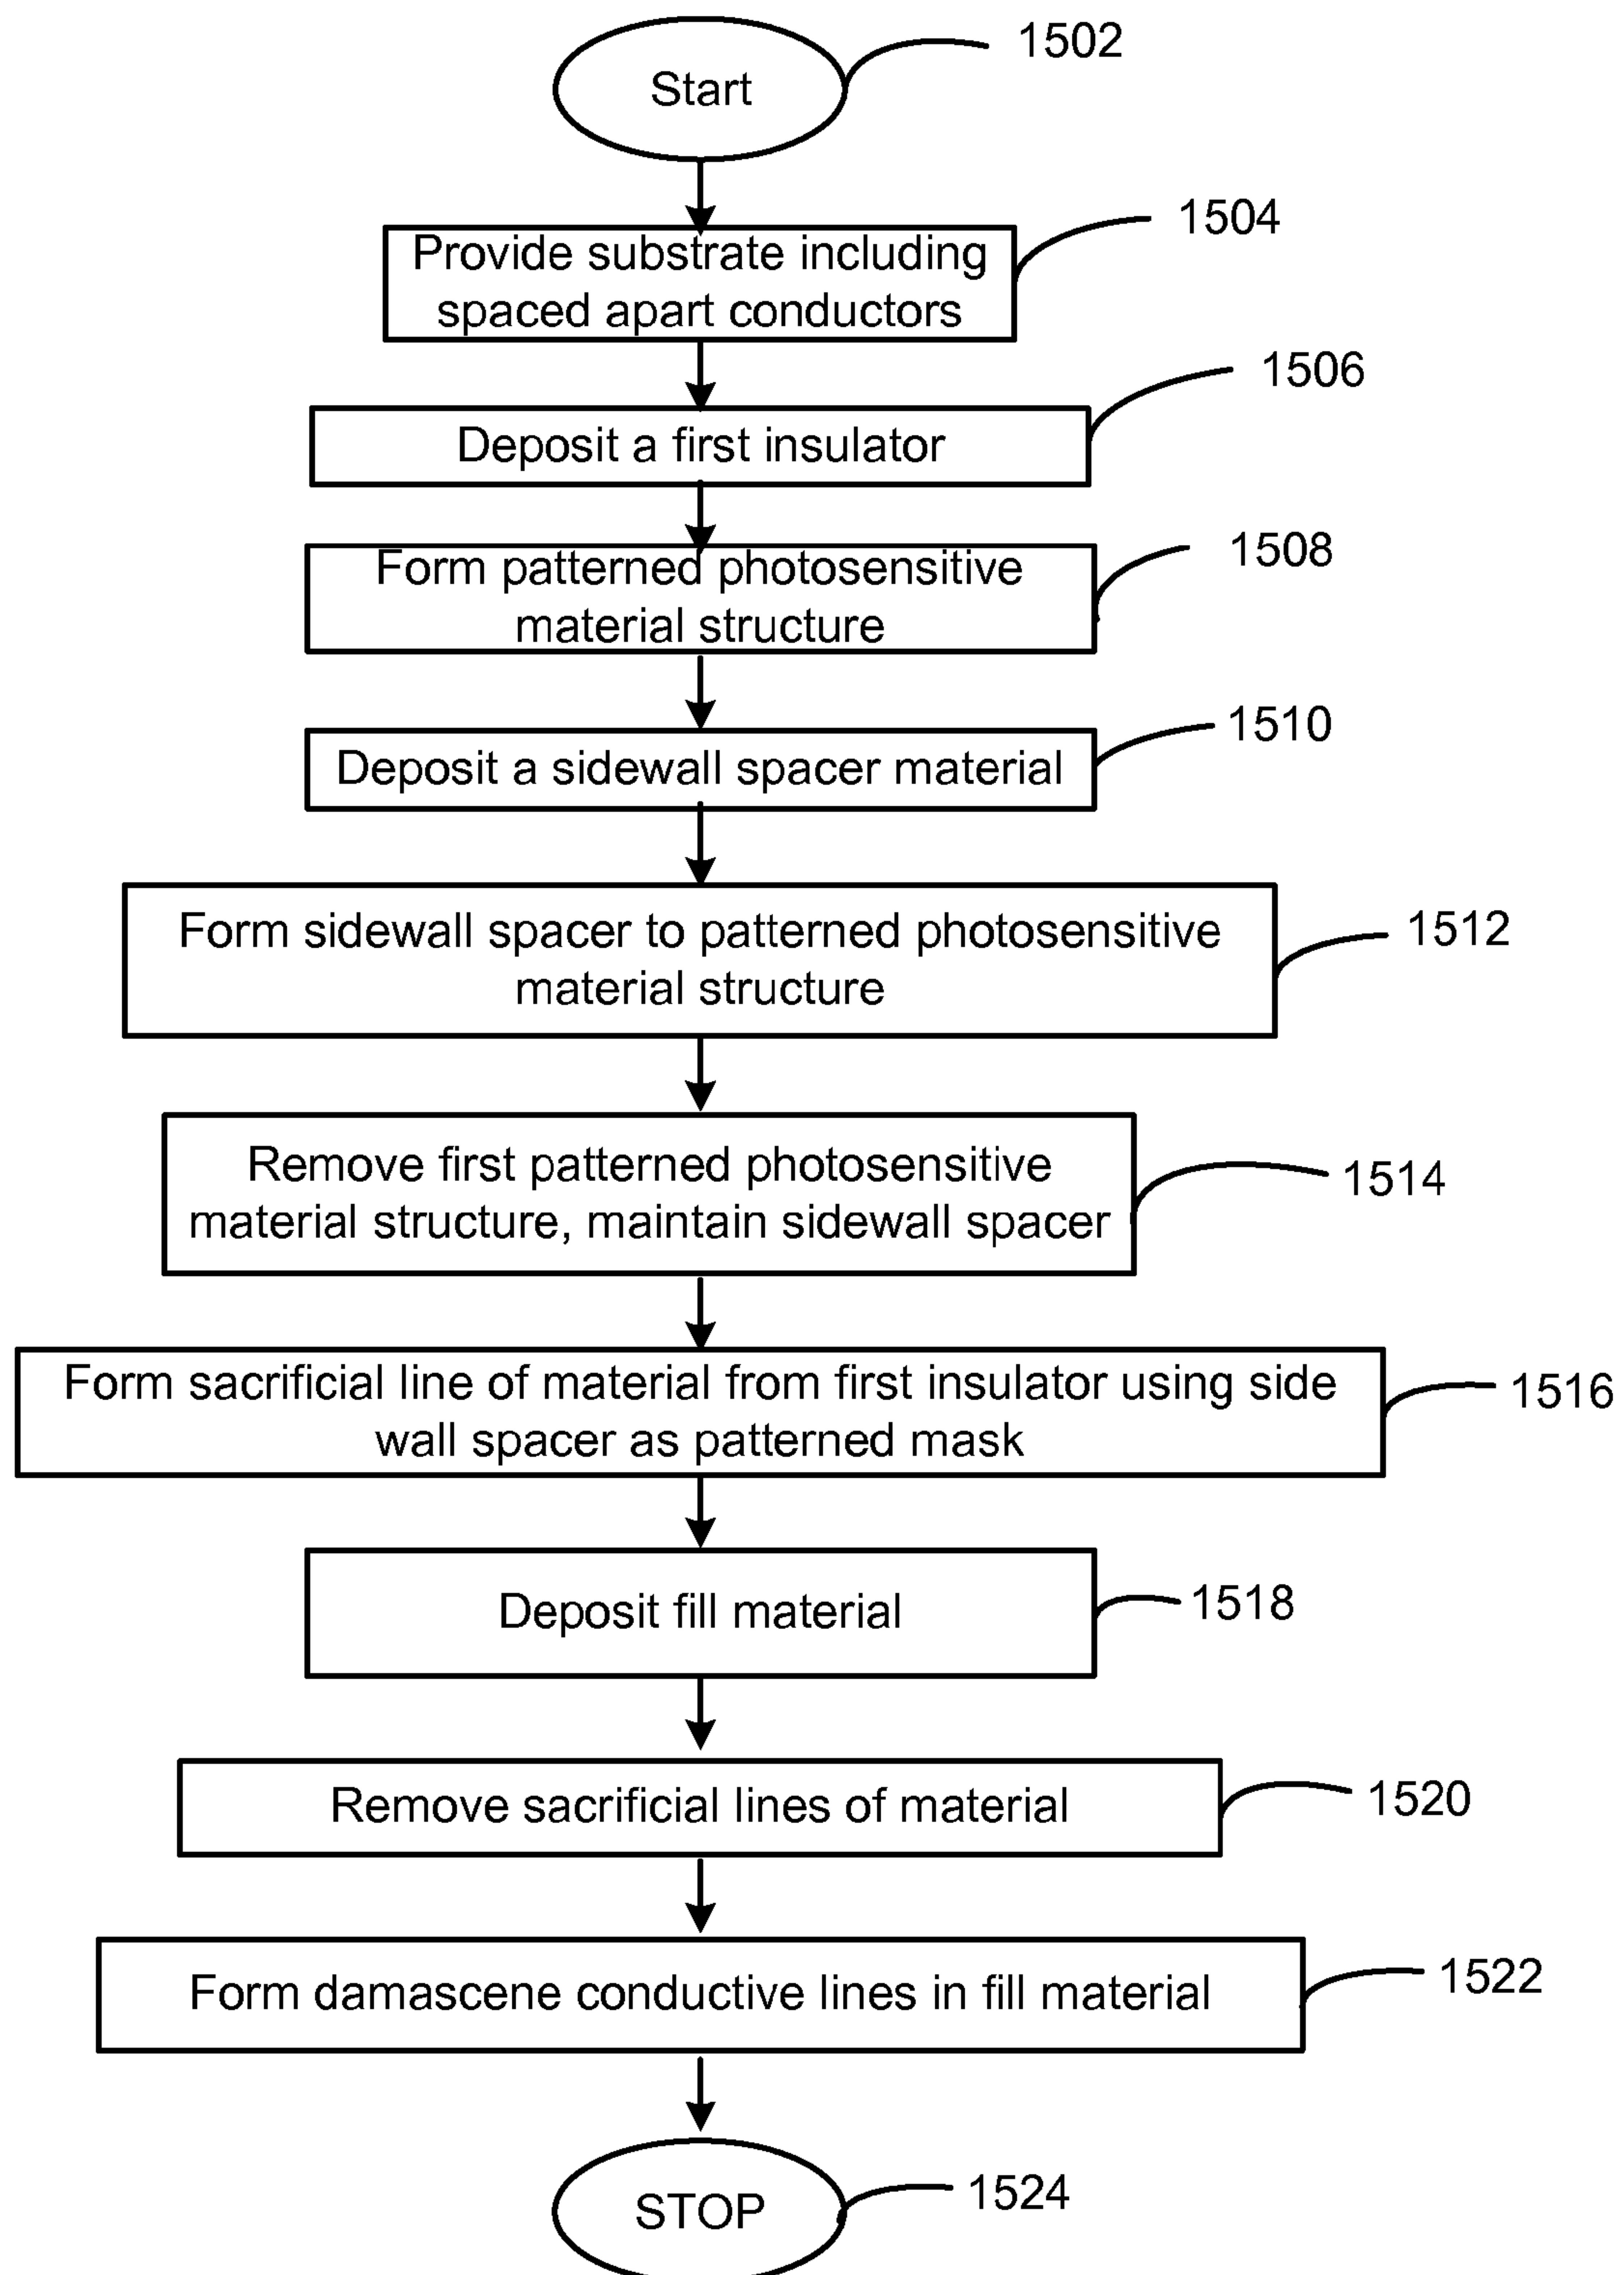 Start
1502
Provide substrate including
spaced apart conductors
1504
Deposit a first insulator
1506
Form patterned photosensitive
material structure
1508
Deposit a sidewall spacer material
1510
Form sidewall spacer to patterned photosensitive
material structure
1512
Remove first patterned photosensitive
material structure, maintain sidewall spacer
1514
Form sacrificial line of material from first insulator using side
wall spacer as patterned mask
1516
Deposit fill material
1518
Remove sacrificial lines of material
1520
Form damascene conductive lines in fill material
1522
STOP
1524